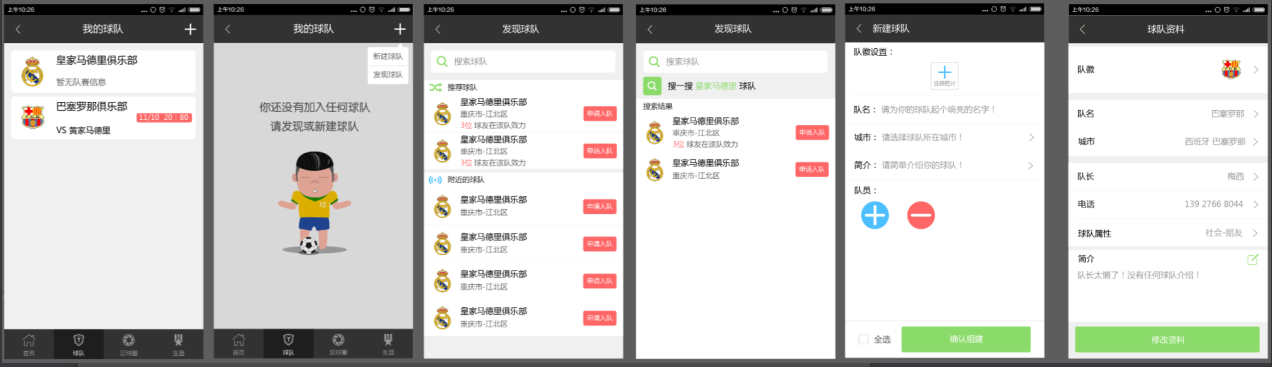 上午10:26
我的球队
皇家马德里俱乐部
暂无队赛信息
巴塞罗那俱乐部
11/10 20:80
VS 黄家马德里
首页
球队
足球圈
生涯
上午10:26
我的球队
新建球队
发现球队
你还没有加入任何球队
请发现或新建球队
首页
球队
足球圈
生涯
上午10:26
发现球队
搜索球队
推荐球队
皇家马德里俱乐部
重庆市-江北区
3位 球友在该队效力
申请入队
皇家马德里俱乐部
重庆市-江北区
3位 球友在该队效力
申请入队
附近的球队
皇家马德里俱乐部
重庆市-江北区
申请入队
皇家马德里俱乐部
重庆市-江北区
申请入队
皇家马德里俱乐部
重庆市-江北区
申请入队
皇家马德里俱乐部
重庆市-江北区
申请入队
上午10:26
发现球队
搜索球队
搜一搜 皇家马德里 球队
搜索结果
皇家马德里俱乐部
重庆市-江北区
3位 球友在该队效力
申请入队
皇家马德里俱乐部
重庆市-江北区
申请入队
上午10:26
新建球队
队徽设置：
选择图片
队名： 请为你的球队起个响亮的名字！
城市： 请选择球队所在城市！
简介： 请简单介绍你的球队！
队员：
全选
确认组建
上午10:26
球队资料
队徽
队名 巴塞罗那
城市 西班牙 巴塞罗那
队长 梅西
电话 139 2766 8044
球队属性 社会-朋友
简介
队长太懒了！没有任何球队介绍！
修改资料